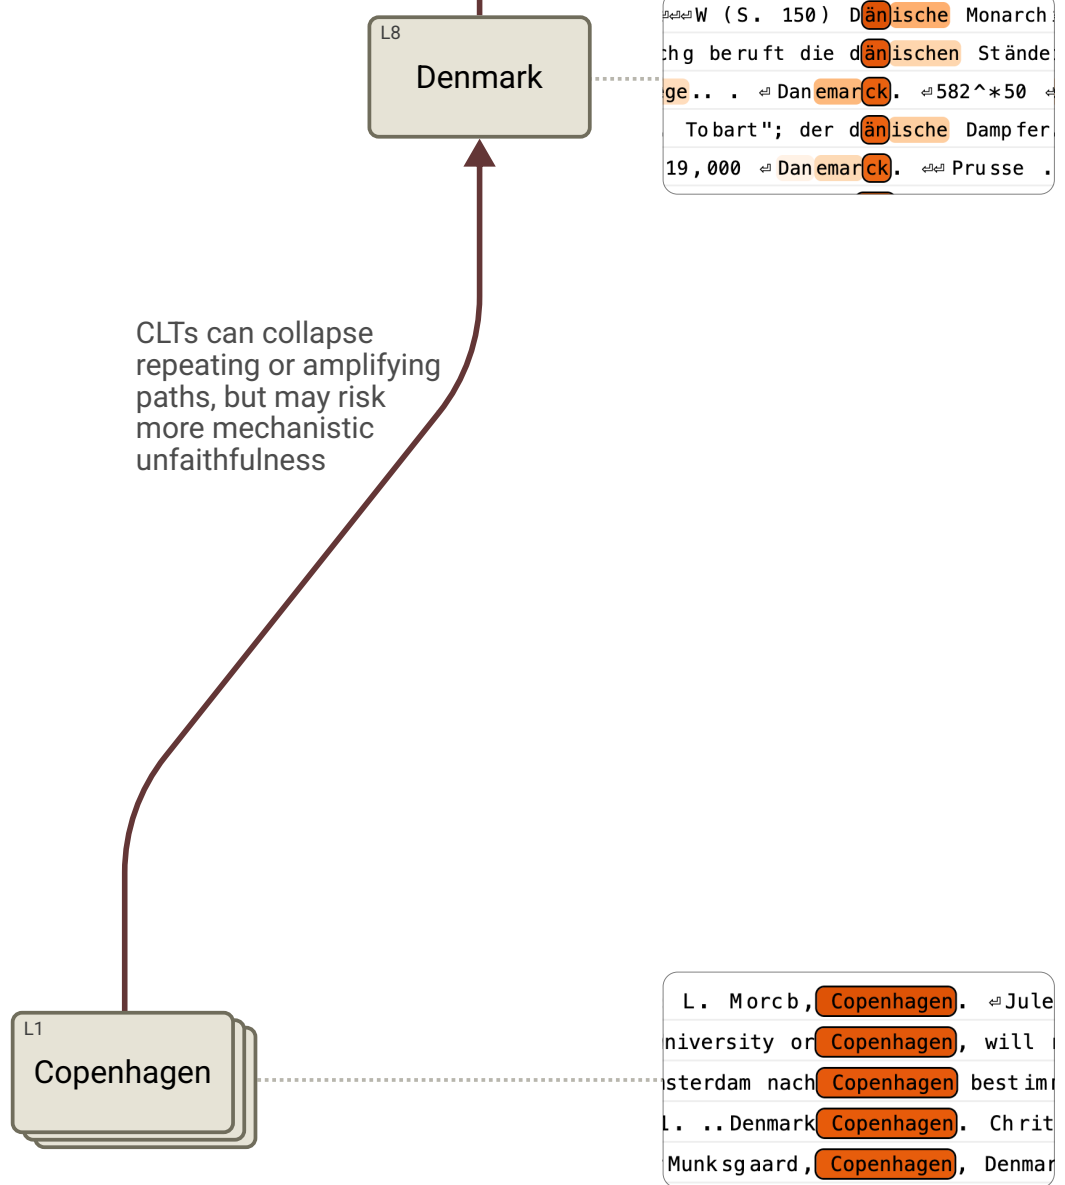 L8
Denmark
⏎⏎⏎W (S. 150) Dänische Monarch
chg beruft die dänischen Stände
ege.. . ⏎Danemarck. ⏎582^*50 ⏎
Tobart"; der dänische Dampfer
19,000 ⏎Danemarck. ⏎⏎Prusse .
CLTs can collapse
repeating or amplifying
paths, but may risk
more mechanistic
unfaithfulness
L1
Copenhagen
L. Morcb, Copenhagen. ⏎Jule
niversity or Copenhagen, will
sterdam nach Copenhagen bestim
. ..Denmark Copenhagen. Chrit
Munksgaard, Copenhagen, Denmar